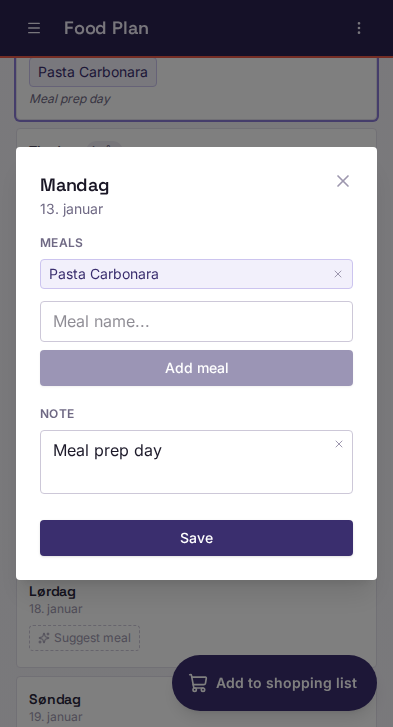 Food Plan
Pasta Carbonara
Meal prep day
Mandag
13. januar
MEALS
Pasta Carbonara
Meal name...
Add meal
NOTE
Meal prep day
Save
Lørdag
18. januar
Suggest meal
Add to shopping list
Søndag
19. januar